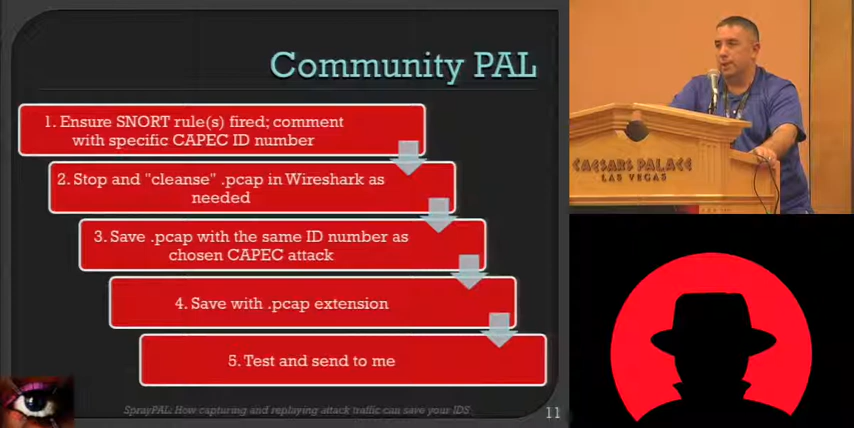 Community PAL
1. Ensure SNORT rule(s) fired; comment
with specific CAPEC ID number
2. Stop and "cleanse" .pcap in Wireshark as
needed
3. Save .pcap with the same ID number as
chosen CAPEC attack
4. Save with .pcap extension
5. Test and send to me
SprayPAL: How capturing and replaying attack traffic can save your IDS
11
CAESARS PALACE
LAS VEGAS